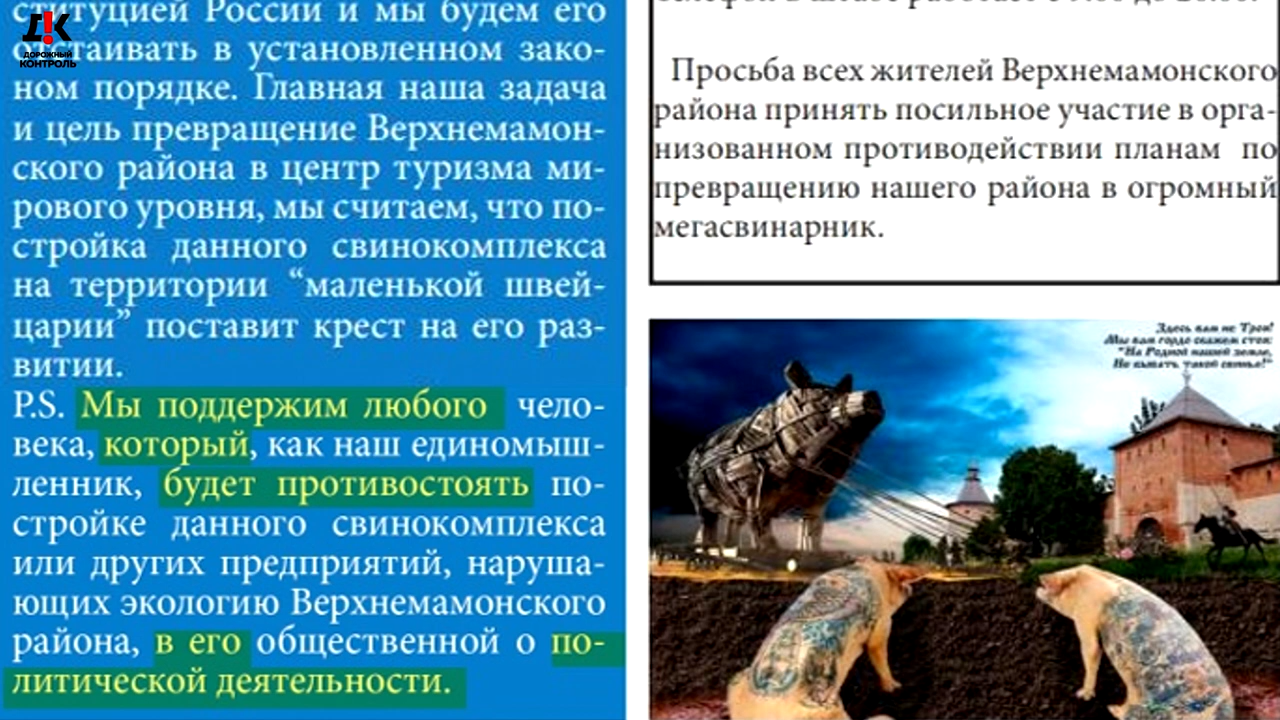 ДК
ДОРОЖНЫЙ
КОНТРОЛЬ
ституцией России и мы будем его
отстаивать в установленном зако-
ном порядке. Главная наша задача
и цель превращение Верхнемамон-
ского района в центр туризма ми-
рового уровня, мы считаем, что по-
стройка данного свинокомплекса
на территории “маленькой швей-
царии” поставит крест на его раз-
витии.
P.S. Мы поддержим любого чело-
века, который, как наш единомыш-
ленник, будет противостоять по-
стройке данного свинокомплекса
или других предприятий, наруша-
ющих экологию Верхнемамонского
района, в его общественной о по-
литической деятельности.
Просьба всех жителей Верхнемамонского
района принять посильное участие в орга-
низованном противодействии планам по
превращению нашего района в огромный
мегасвинарник.
Здесь вам не Троя!
Мы вам гордо скажем стоя:
"На Родной нашей земле,
Не бывать такой свинье!"